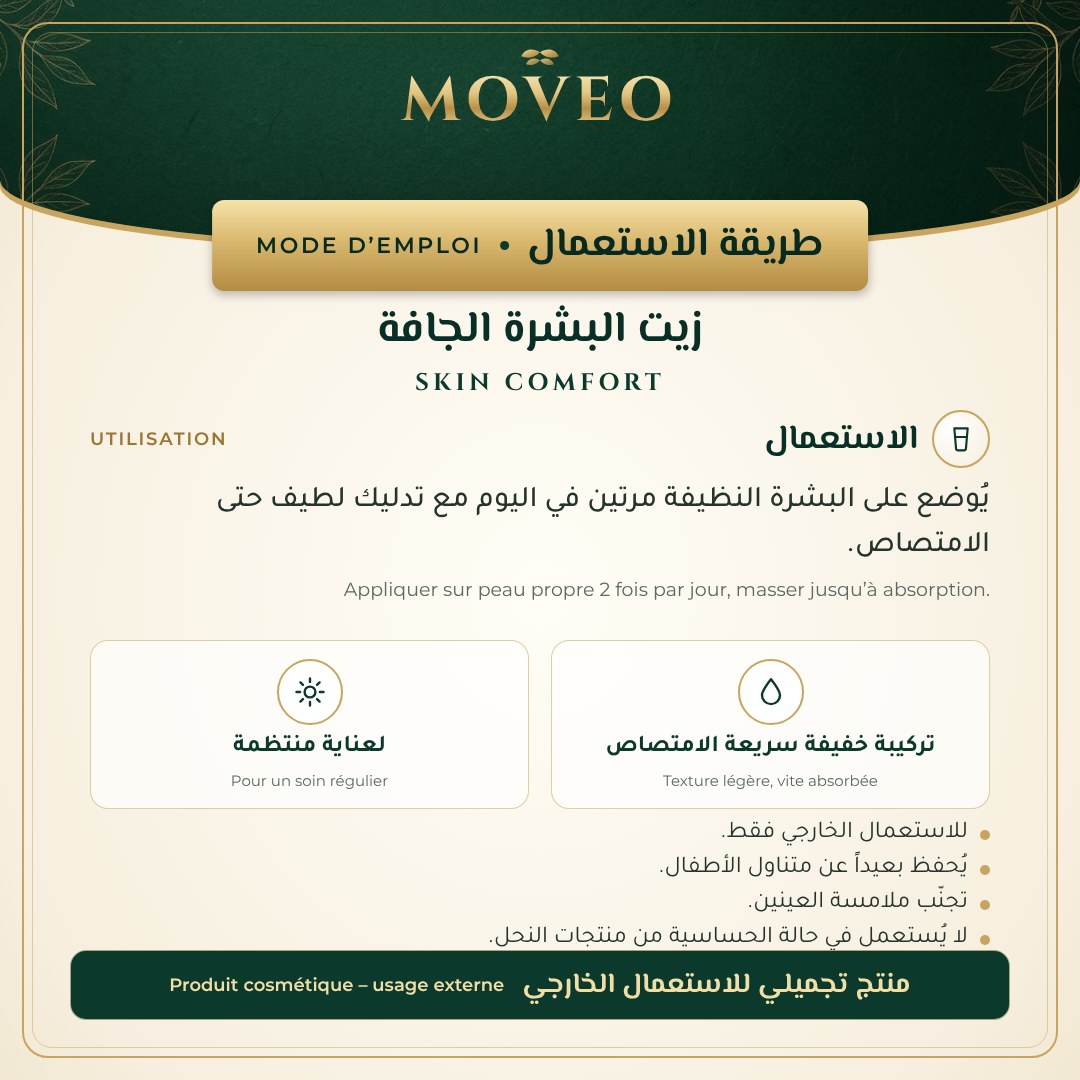 MOVEO
طريقة الاستعمال • MODE D’EMPLOI
زيت البشرة الجافة
SKIN COMFORT
الاستعمال
UTILISATION
يُوضع على البشرة النظيفة مرتين في اليوم مع تدليك لطيف حتى
الامتصاص.
Appliquer sur peau propre 2 fois par jour, masser jusqu’à absorption.
تركيبة خفيفة سريعة الامتصاص
Texture légère, vite absorbée
لعناية منتظمة
Pour un soin régulier
للاستعمال الخارجي فقط.
يُحفظ بعيداً عن متناول الأطفال.
تجنّب ملامسة العينين.
لا يُستعمل في حالة الحساسية من منتجات النحل.
منتج تجميلي للاستعمال الخارجي Produit cosmétique – usage externe